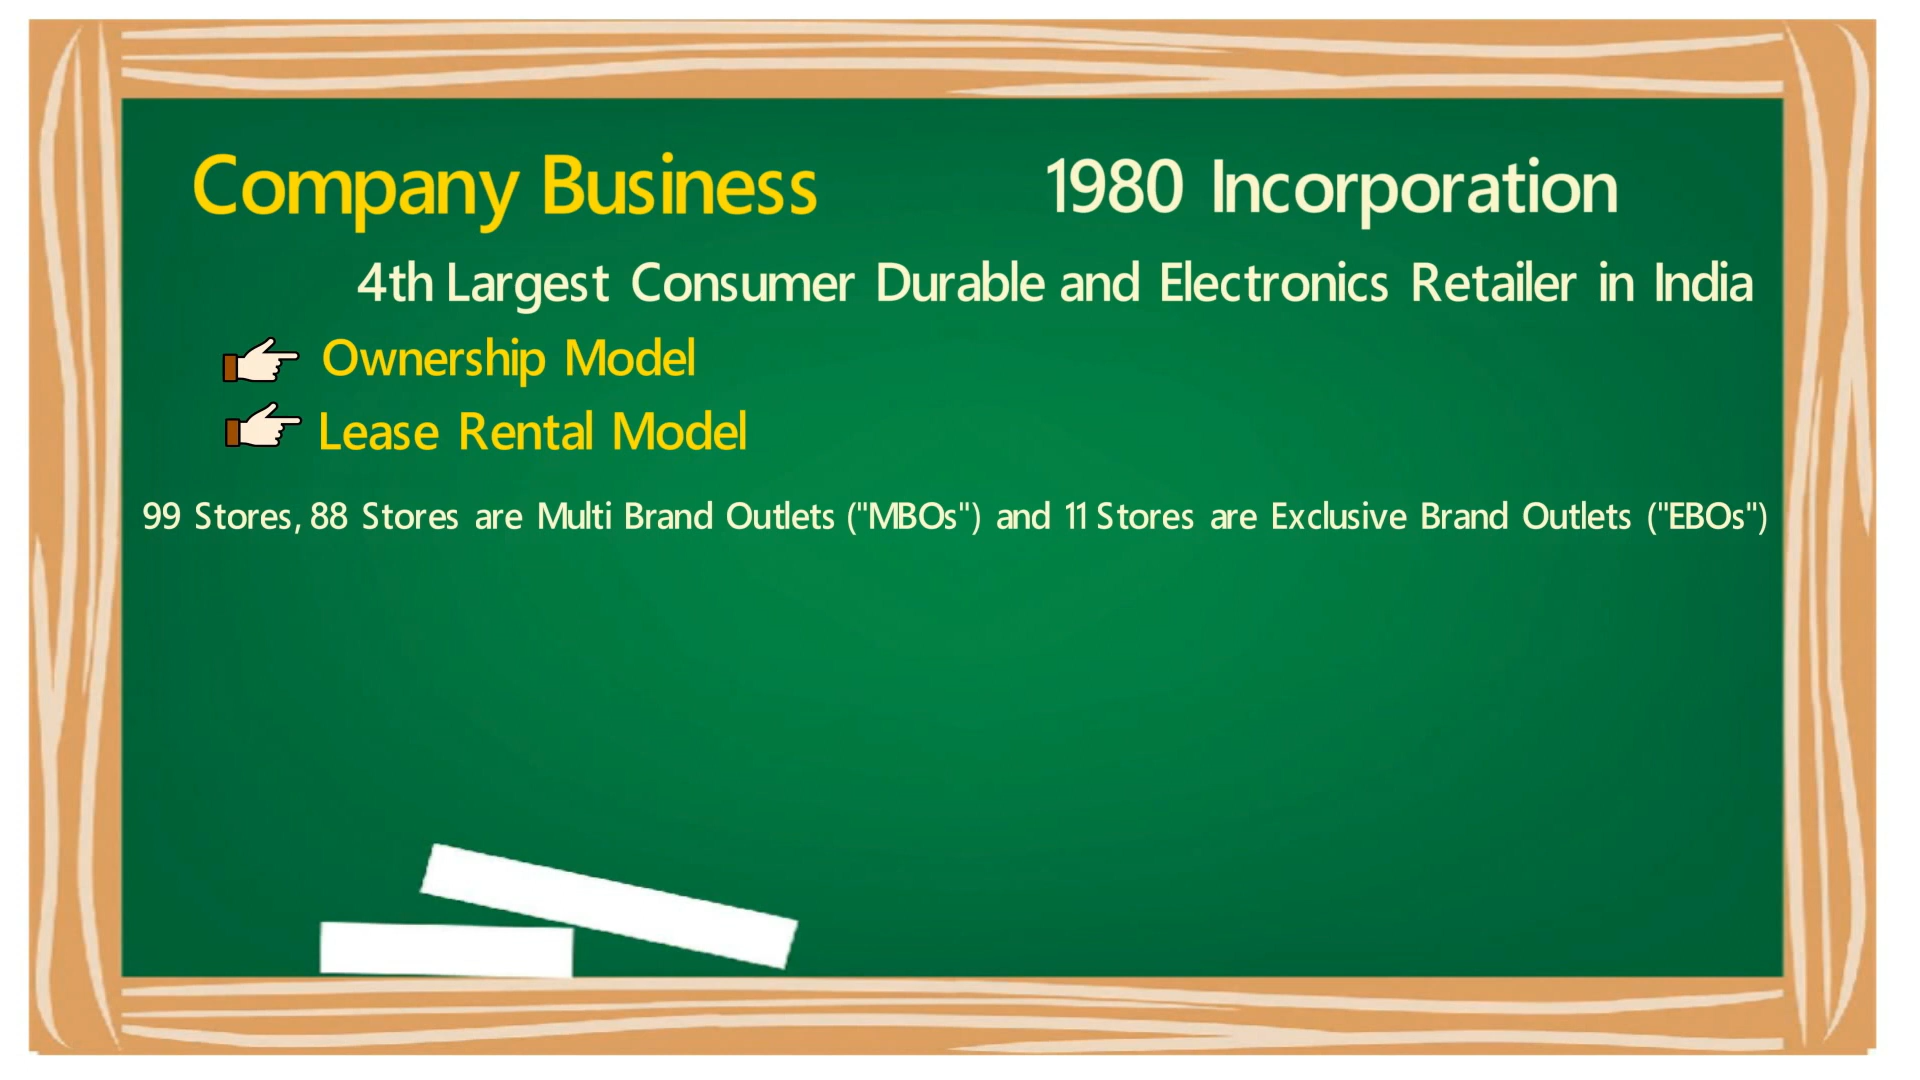 Company Business 1980 Incorporation
4th Largest Consumer Durable and Electronics Retailer in India
Ownership Model
Lease Rental Model
99 Stores, 88 Stores are Multi Brand Outlets ("MBOs") and 11 Stores are Exclusive Brand Outlets ("EBOs")